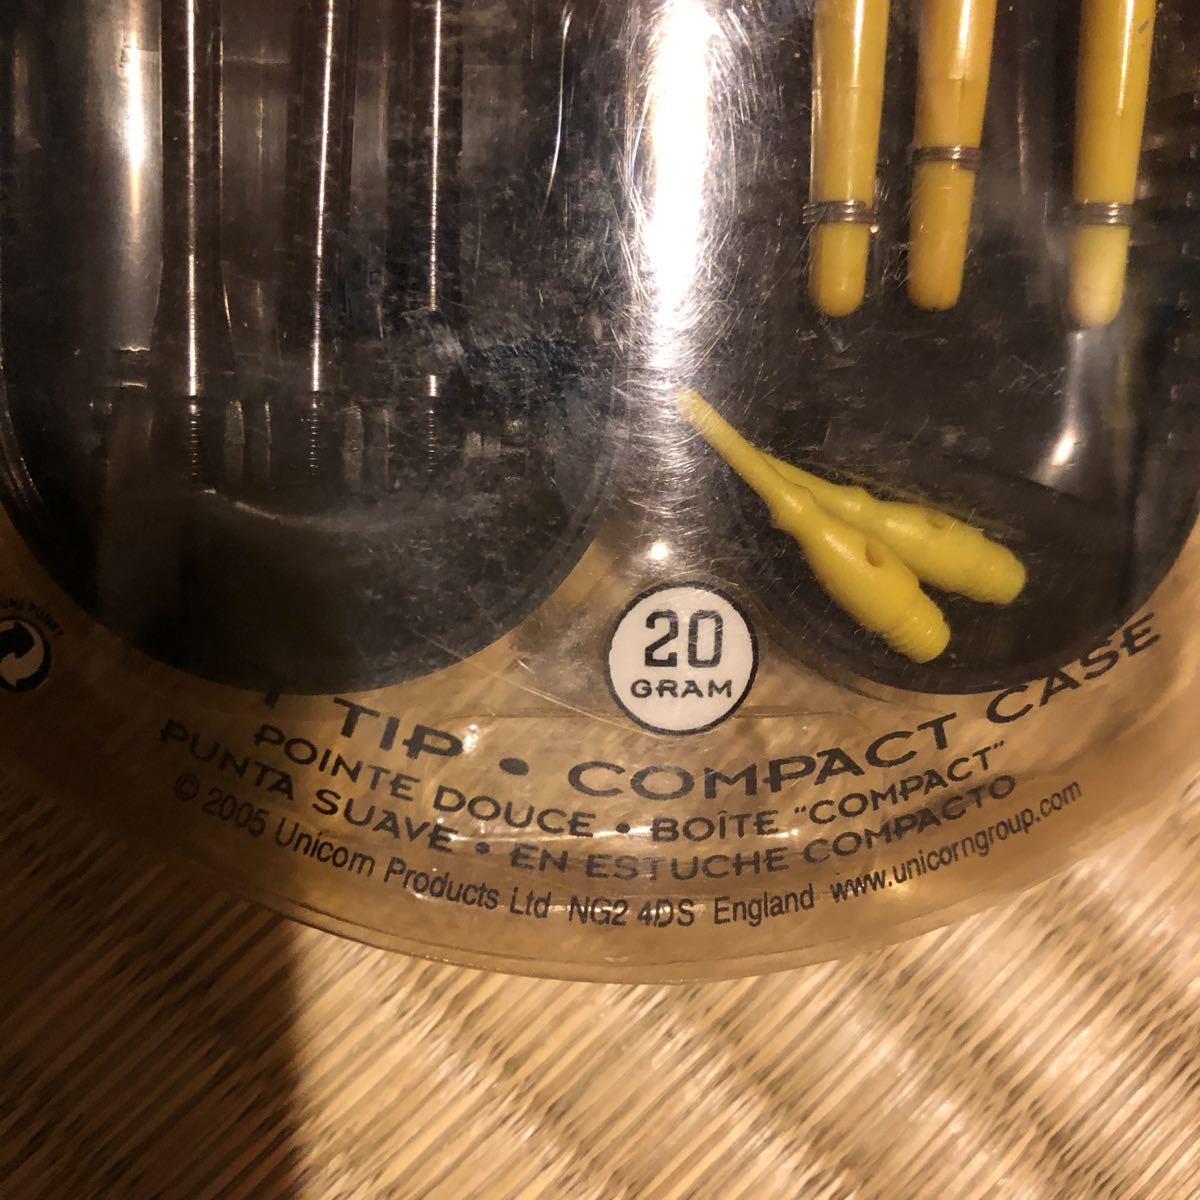 20
GRAM
TIP • COMPACT CASE
POINTE DOUCE • BOÎTE "COMPACT"
PUNTA SUAVE • EN ESTUCHE COMPACTO
© 2005 Unicorn Products Ltd NG2 4DS England www.unicorngroup.com